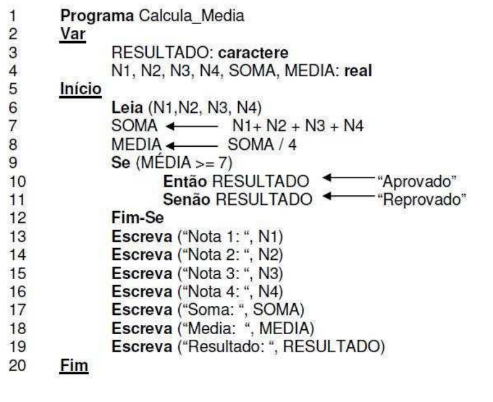 1 Programa Calcula_Media
2 Var
3 RESULTADO: caractere
4 N1, N2, N3, N4, SOMA, MEDIA: real
5 Início
6 Leia (N1,N2, N3, N4)
7 SOMA ← N1+ N2 + N3 + N4
8 MEDIA ← SOMA / 4
9 Se (MÉDIA >= 7)
10 Então RESULTADO ← “Aprovado”
11 Senão RESULTADO ← “Reprovado”
12 Fim-Se
13 Escreva (“Nota 1: “, N1)
14 Escreva (“Nota 2: “, N2)
15 Escreva (“Nota 3: “, N3)
16 Escreva (“Nota 4: “, N4)
17 Escreva (“Soma: “, SOMA)
18 Escreva (“Media:  “, MEDIA)
19 Escreva (“Resultado: “, RESULTADO)
20 Fim